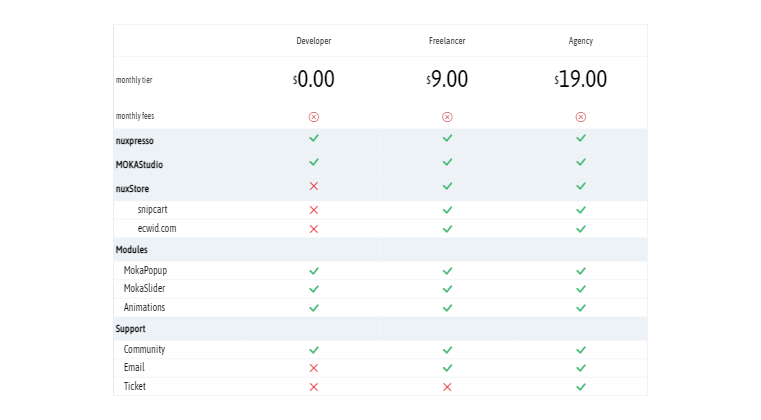 Developer Freelancer Agency
monthly tier $0.00 $9.00 $19.00
monthly fees
nuxpresso
MOKAStudio
nuxStore
snipcart
ecwid.com
Modules
MokaPopup
MokaSlider
Animations
Support
Community
Email
Ticket